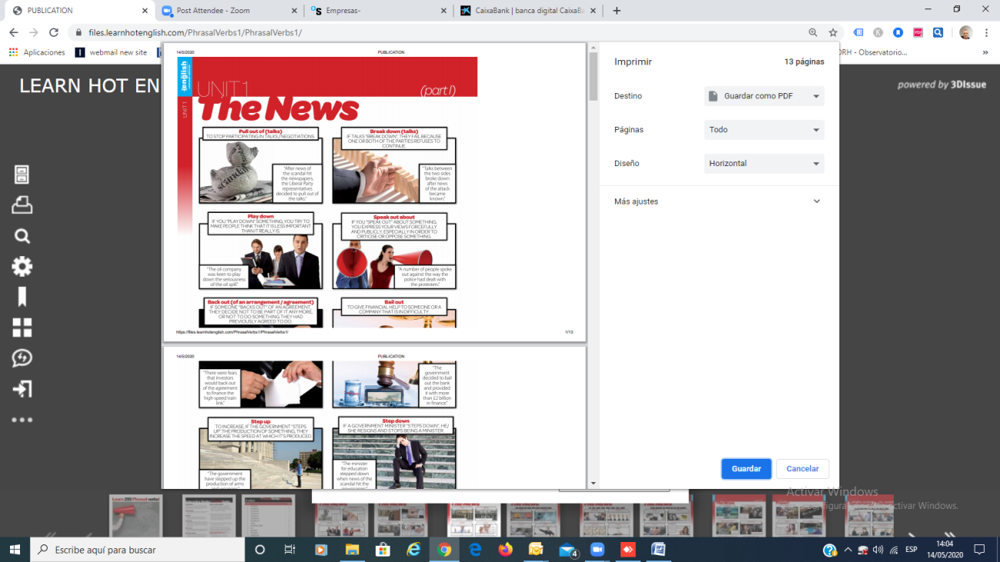 PUBLICATION
Post Attendee - Zoom
Empresas-
CaixaBank | banca digital CaixaBa
files.learnhotenglish.com/PhrasalVerbs1/PhrasalVerbs1/
Aplicaciones
webmail new site
ORH - Observatorio...
LEARN HOT EN
powered by 3DIssue
14/5/2020
PUBLICATION
english
UNIT 1
(part I)
UNIT 1
The News
Pull out of (talks)
TO STOP PARTICIPATING IN TALKS / NEGOTIATIONS.
"After news of
the scandal hit
the newspapers,
the Liberal Party
representatives
decided to pull out of
the talks."
Break down (talks)
IF TALKS "BREAK DOWN", THEY FAIL BECAUSE
ONE OR BOTH OF THE PARTIES REFUSES TO
CONTINUE.
"Talks between
the two sides
broke down
after news
of the attack
became
known."
Play down
IF YOU "PLAY DOWN" SOMETHING, YOU TRY TO
MAKE PEOPLE THINK THAT IT IS LESS IMPORTANT
THAN IT REALLY IS.
"The oil company
was keen to play
down the seriousness
of the oil spill."
Speak out about
IF YOU "SPEAK OUT" ABOUT SOMETHING,
YOU EXPRESS YOUR VIEWS FORCEFULLY
AND PUBLICLY, ESPECIALLY IN ORDER TO
CRITICISE OR OPPOSE SOMETHING.
"A number of people spoke
out against the way the
police had dealt with
the protesters."
Back out (of an arrangement / agreement)
IF SOMEONE "BACKS OUT" OF AN AGREEMENT,
THEY DECIDE NOT TO BE PART OF IT ANY MORE,
OR NOT TO DO SOMETHING THEY HAD
PREVIOUSLY AGREED TO DO.
Bail out
TO GIVE FINANCIAL HELP TO SOMEONE OR A
COMPANY THAT IS IN DIFFICULTY.
https://files.learnhotenglish.com/PhrasalVerbs1/PhrasalVerbs1/
1/13
14/5/2020
PUBLICATION
"There were fears
that investors
would back out
of the agreement
to finance the
high-speed train
link."
"The
government
decided to bail
out the bank
and provided
it with more
than £2 billion
in finance."
Step up
TO INCREASE; IF THE GOVERNMENT "STEPS
UP" THE PRODUCTION OF SOMETHING, THEY
INCREASE THE SPEED AT WHICH IT'S PRODUCED.
"The government
have stepped up the
production of arms
Step down
IF A GOVERNMENT MINISTER "STEPS DOWN", HE/
SHE RESIGNS AND STOPS BEING A MINISTER.
"The minister
for education
stepped down
when news of the
scandal hit the
Imprimir
13 páginas
Destino
Guardar como PDF
Páginas
Todo
Diseño
Horizontal
Más ajustes
Guardar
Cancelar
Activar Windows
activar Windows.
Learn 250 Phrasal verbs!
Escribe aquí para buscar
4
ESP
14:04
14/05/2020